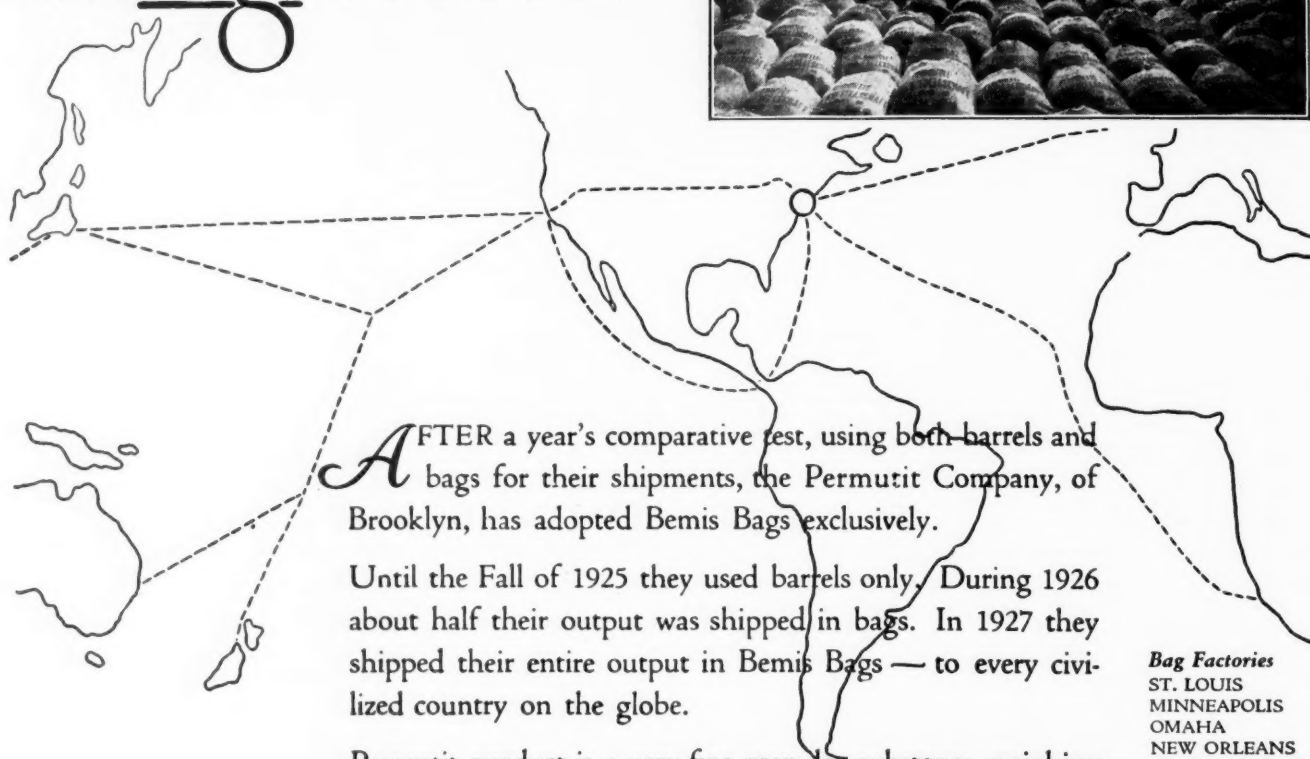 AFTER a year's comparative test, using both barrels and
bags for their shipments, the Permutit Company, of
Brooklyn, has adopted Bemis Bags exclusively.
Until the Fall of 1925 they used barrels only. During 1926
about half their output was shipped in bags. In 1927 they
shipped their entire output in Bemis Bags — to every civi-
lized country on the globe.
Bag Factories
ST. LOUIS
MINNEAPOLIS
OMAHA
NEW ORLEANS